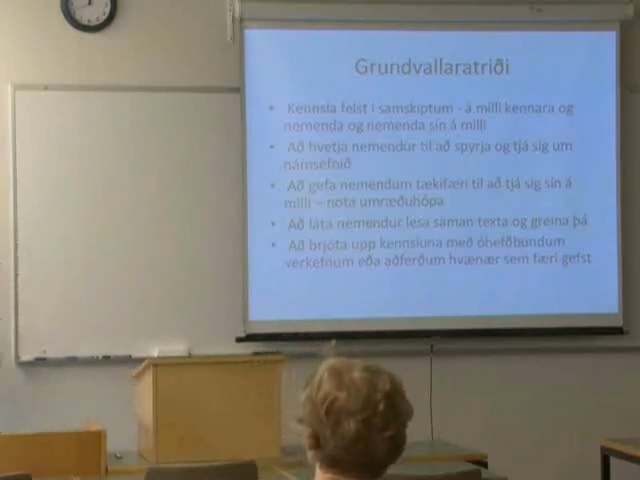 Grundvallaratriði
• Kennsla felst í samskiptum - á milli kennara og
nemenda og nemenda sín á milli
• Að hvetja nemendur til að spyrja og tjá sig um
námsefnið
• Að gefa nemendum tækifæri til að tjá sig sín á
milli – nota umræðuhópa
• Að láta nemendur lesa saman texta og greina þá
• Að brjóta upp kennsluna með óhefðbundum
verkefnum eða aðferðum hvænær sem færi gefst